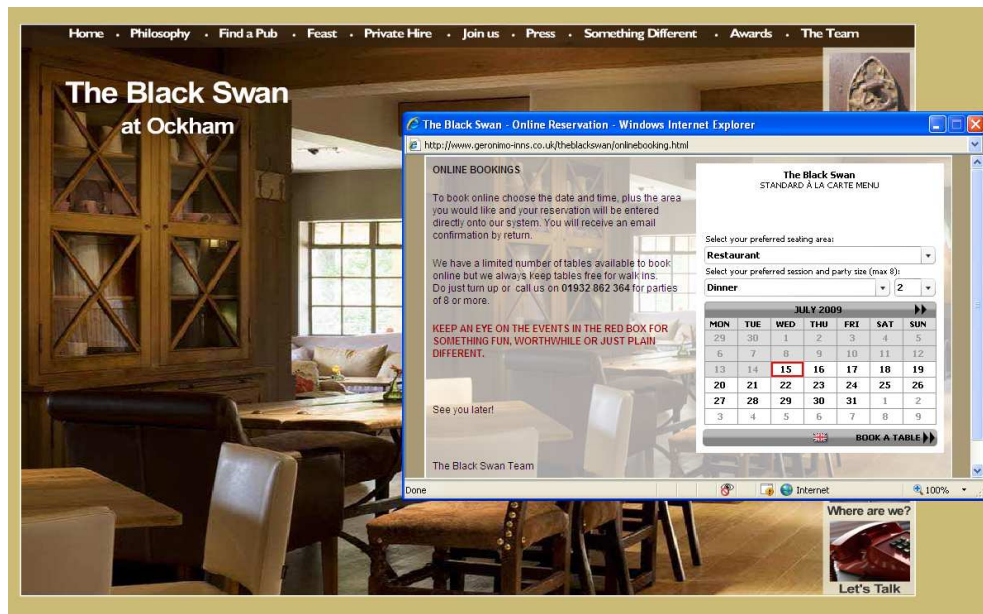 Home • Philosophy • Find a Pub • Feast • Private Hire • Join us • Press • Something Different • Awards • The Team
The Black Swan
at Ockham
The Black Swan - Online Reservation - Windows Internet Explorer
http://www.geronimo-inns.co.uk/theblackswan/onlinebooking.html
ONLINE BOOKINGS
To book online choose the date and time, plus the area
you would like and your reservation will be entered
directly onto our system. You will receive an email
confirmation by return.
We have a limited number of tables available to book
online but we always keep tables free for walk ins.
Do just turn up or call us on 01932 862 364 for parties
of 8 or more.
KEEP AN EYE ON THE EVENTS IN THE RED BOX FOR
SOMETHING FUN, WORTHWHILE OR JUST PLAIN
DIFFERENT.
See you later!
The Black Swan Team
The Black Swan
STANDARD À LA CARTE MENU
Select your preferred seating area:
Restaurant
Select your preferred session and party size (max 8):
Dinner 2
JULY 2009
MON TUE WED THU FRI SAT SUN
29 30 1 2 3 4 5
6 7 8 9 10 11 12
13 14 15 16 17 18 19
20 21 22 23 24 25 26
27 28 29 30 31 1 2
3 4 5 6 7 8 9
BOOK A TABLE
Done Internet 100%
Where are we?
Let's Talk